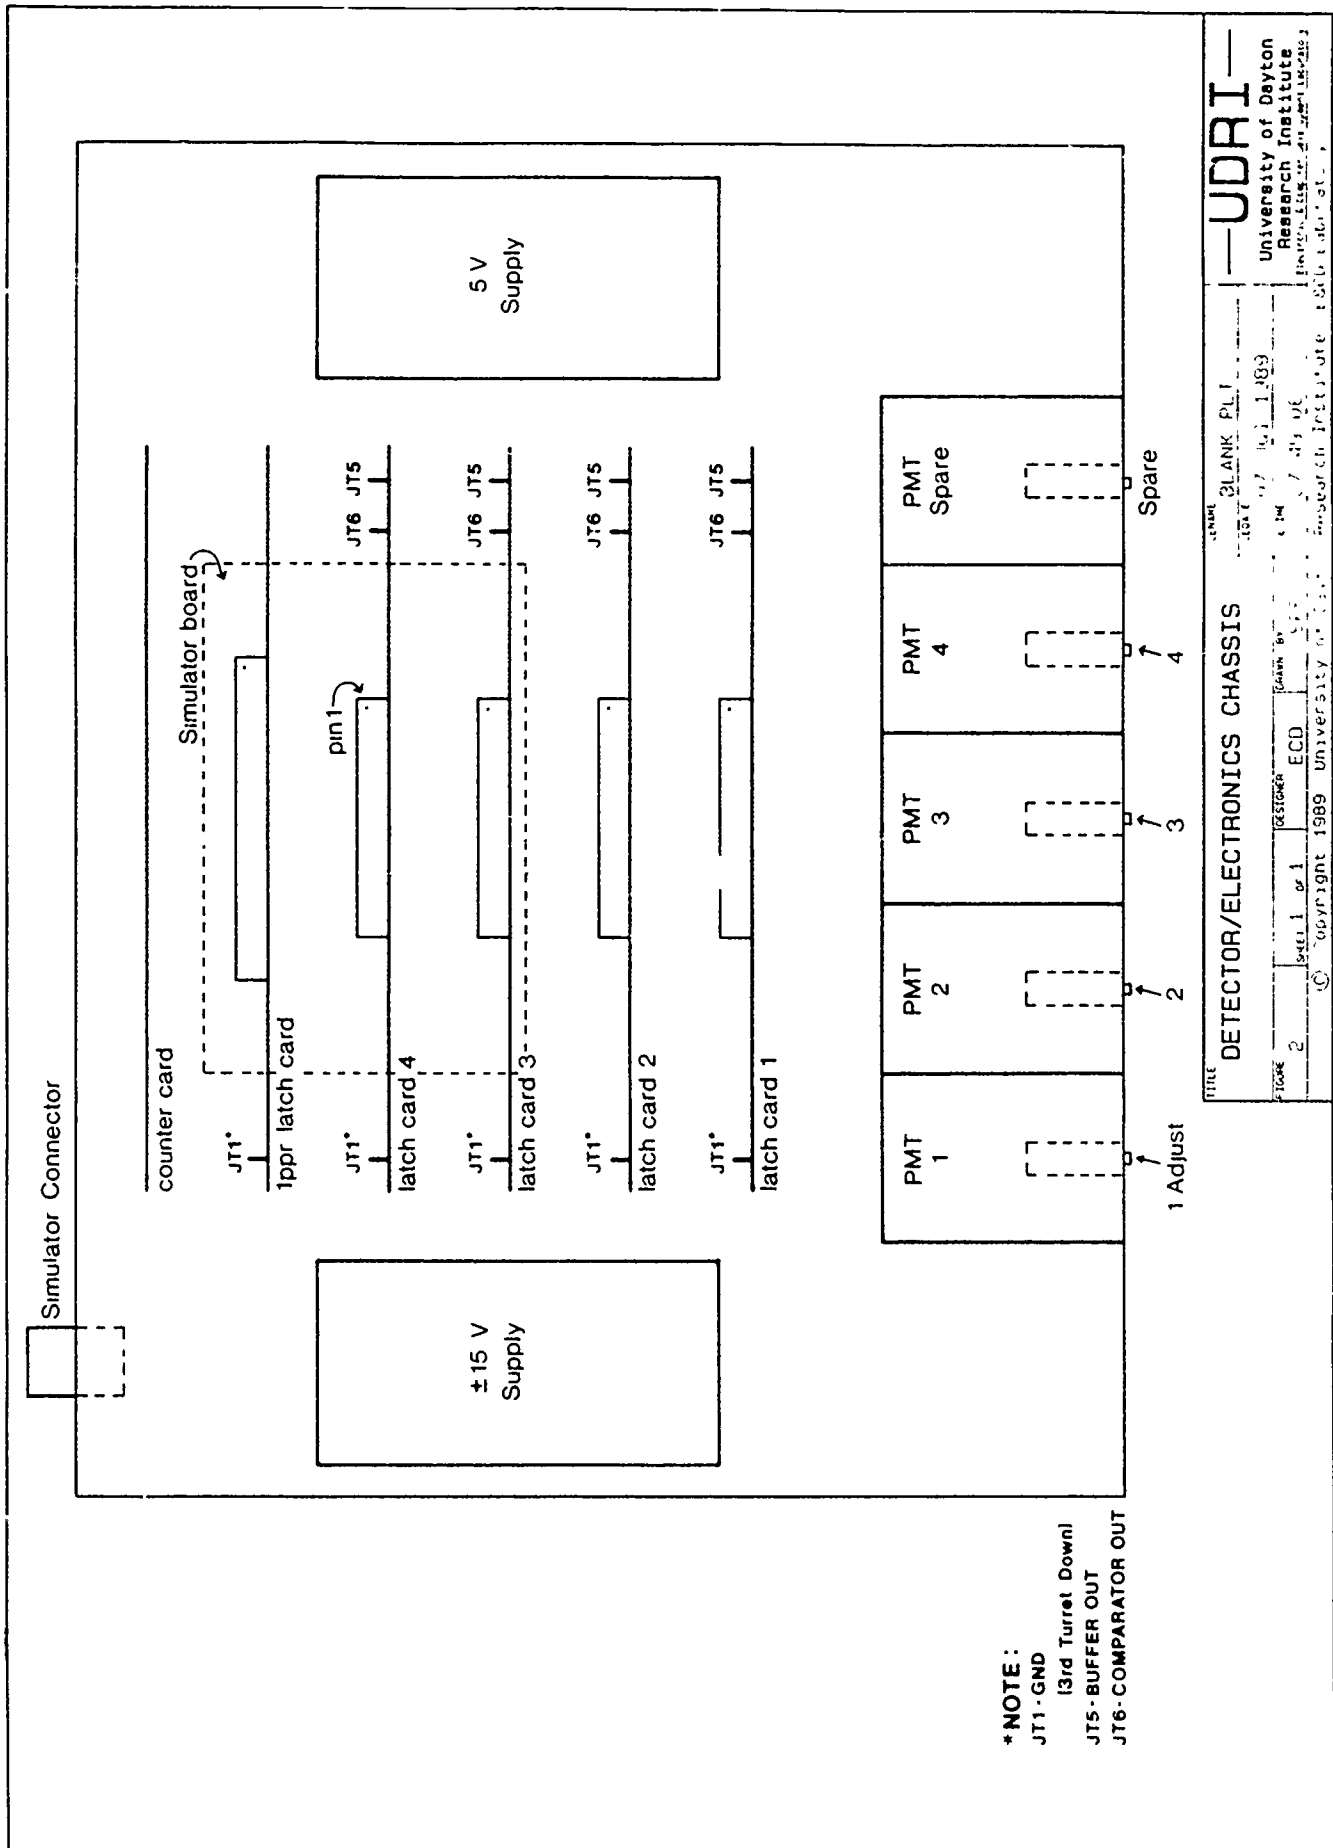 Simulator Connector
counter card
Simulator board
JT1*
1ppr latch card
pin1
JT1*
JT6 JT5
latch card 4
JT1*
JT6 JT5
latch card 3
JT1*
JT6 JT5
latch card 2
JT1*
JT6 JT5
latch card 1
±15 V
Supply
5 V
Supply
PMT
1
PMT
2
PMT
3
PMT
4
PMT
Spare
1 Adjust
2
3
4
Spare
*NOTE:
JT1-GND
(3rd Turret Down)
JT5-BUFFER OUT
JT6-COMPARATOR OUT
TITLE
DETECTOR/ELECTRONICS CHASSIS
BLANK PLT
1989
FIGURE
2
SHEET 1 OF 1
DESIGNER
ECD
DRAWN BY
UDRI
University of Dayton
Research Institute
© Copyright 1989 University of Research Institute